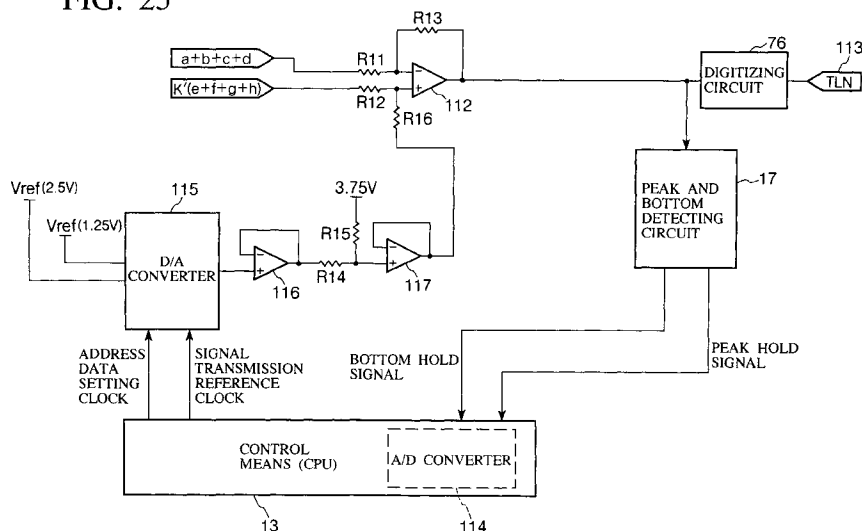 FIG. 25
R13
a+b+c+d
R11
K'(e+f+g+h)
R12
112
R16
76
DIGITIZING
CIRCUIT
113
TLN
17
PEAK AND
BOTTOM
DETECTING
CIRCUIT
Vref(2.5V)
Vref(1.25V)
115
D/A
CONVERTER
3.75V
R15
116
R14
117
ADDRESS
DATA
SETTING
CLOCK
SIGNAL
TRANSMISSION
REFERENCE
CLOCK
BOTTOM HOLD
SIGNAL
PEAK HOLD
SIGNAL
CONTROL
MEANS (CPU)
A/D CONVERTER
13
114